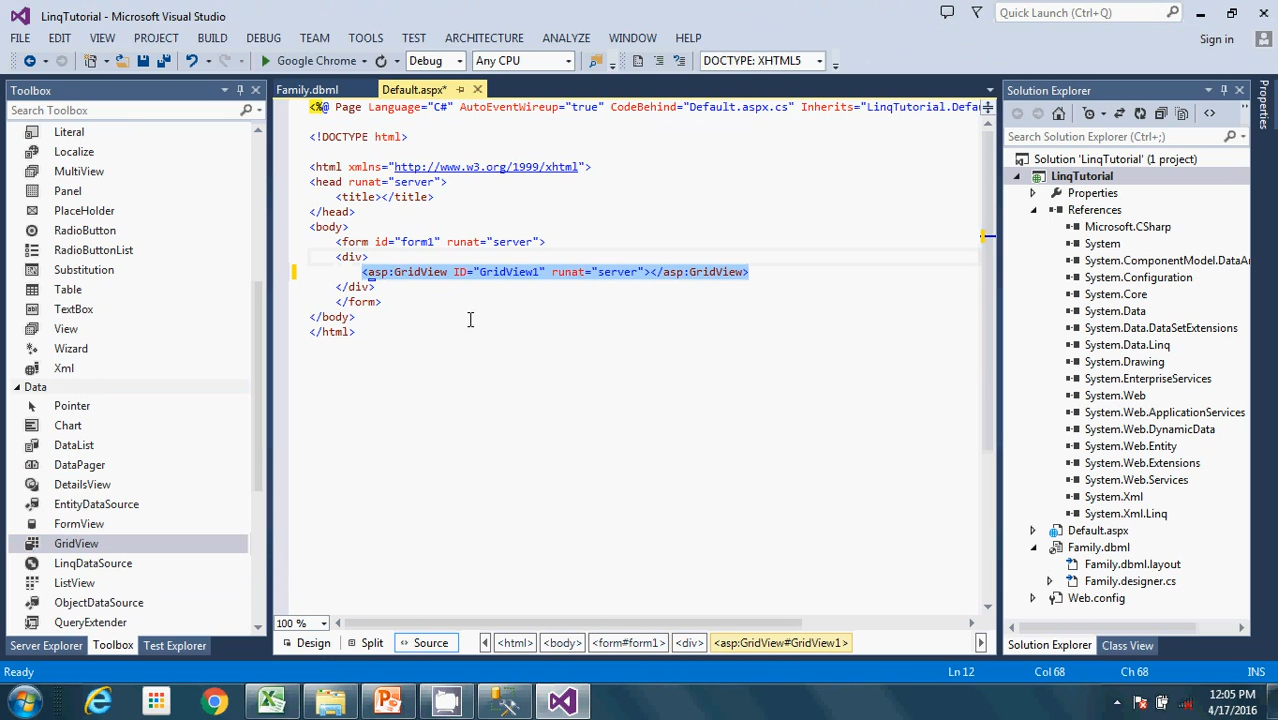 LinqTutorial - Microsoft Visual Studio
Quick Launch (Ctrl+Q)
FILE EDIT VIEW PROJECT BUILD DEBUG TEAM TOOLS TEST ARCHITECTURE ANALYZE WINDOW HELP
Sign in
Google Chrome Debug Any CPU DOCTYPE: XHTML5
Toolbox
Search Toolbox
Literal
Localize
MultiView
Panel
PlaceHolder
RadioButton
RadioButtonList
Substitution
Table
TextBox
View
Wizard
Xml
Data
Pointer
Chart
DataList
DataPager
DetailsView
EntityDataSource
FormView
GridView
LinqDataSource
ListView
ObjectDataSource
QueryExtender
Server Explorer Toolbox Test Explorer
Family.dbml Default.aspx*
<%@ Page Language="C#" AutoEventWireup="true" CodeBehind="Default.aspx.cs" Inherits="LinqTutorial.Defa
<!DOCTYPE html>
<html xmlns="http://www.w3.org/1999/xhtml">
<head runat="server">
<title></title>
</head>
<body>
<form id="form1" runat="server">
<div>
<asp:GridView ID="GridView1" runat="server"></asp:GridView>
</div>
</form>
</body>
</html>
100 %
Design Split Source <html> <body> <form#form1> <div> <asp:GridView#GridView1>
Solution Explorer
Search Solution Explorer (Ctrl+;)
Solution 'LinqTutorial' (1 project)
LinqTutorial
Properties
References
Microsoft.CSharp
System
System.ComponentModel.DataAn
System.Configuration
System.Core
System.Data
System.Data.DataSetExtensions
System.Data.Linq
System.Drawing
System.EnterpriseServices
System.Web
System.Web.ApplicationServices
System.Web.DynamicData
System.Web.Entity
System.Web.Extensions
System.Web.Services
System.Xml
System.Xml.Linq
Default.aspx
Family.dbml
Family.dbml.layout
Family.designer.cs
Web.config
Solution Explorer Class View
Properties
Ready Ln 12 Col 68 Ch 68 INS
12:05 PM
4/17/2016